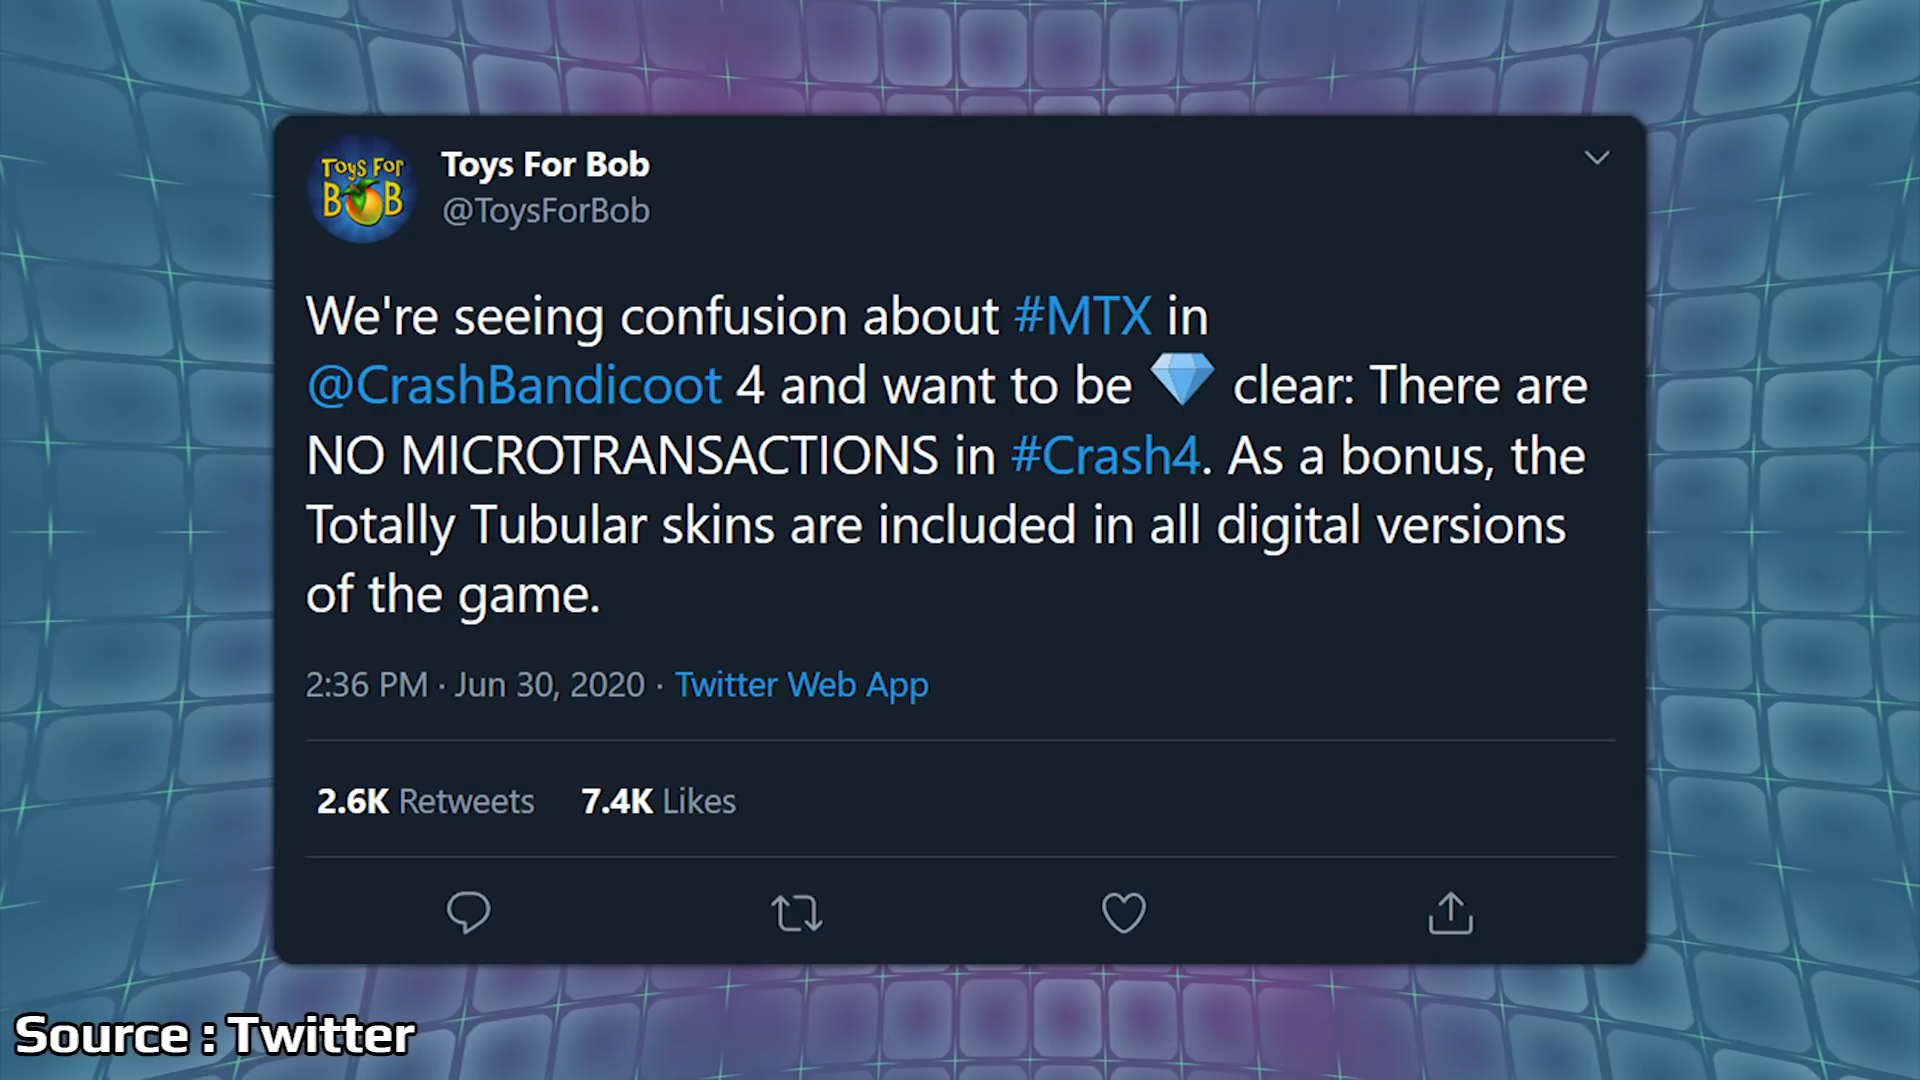 TOYS FOR
BOB
Toys For Bob
@ToysForBob
We're seeing confusion about #MTX in
@CrashBandicoot 4 and want to be 💎 clear: There are
NO MICROTRANSACTIONS in #Crash4. As a bonus, the
Totally Tubular skins are included in all digital versions
of the game.
2:36 PM · Jun 30, 2020 · Twitter Web App
2.6K Retweets 7.4K Likes
Source : Twitter